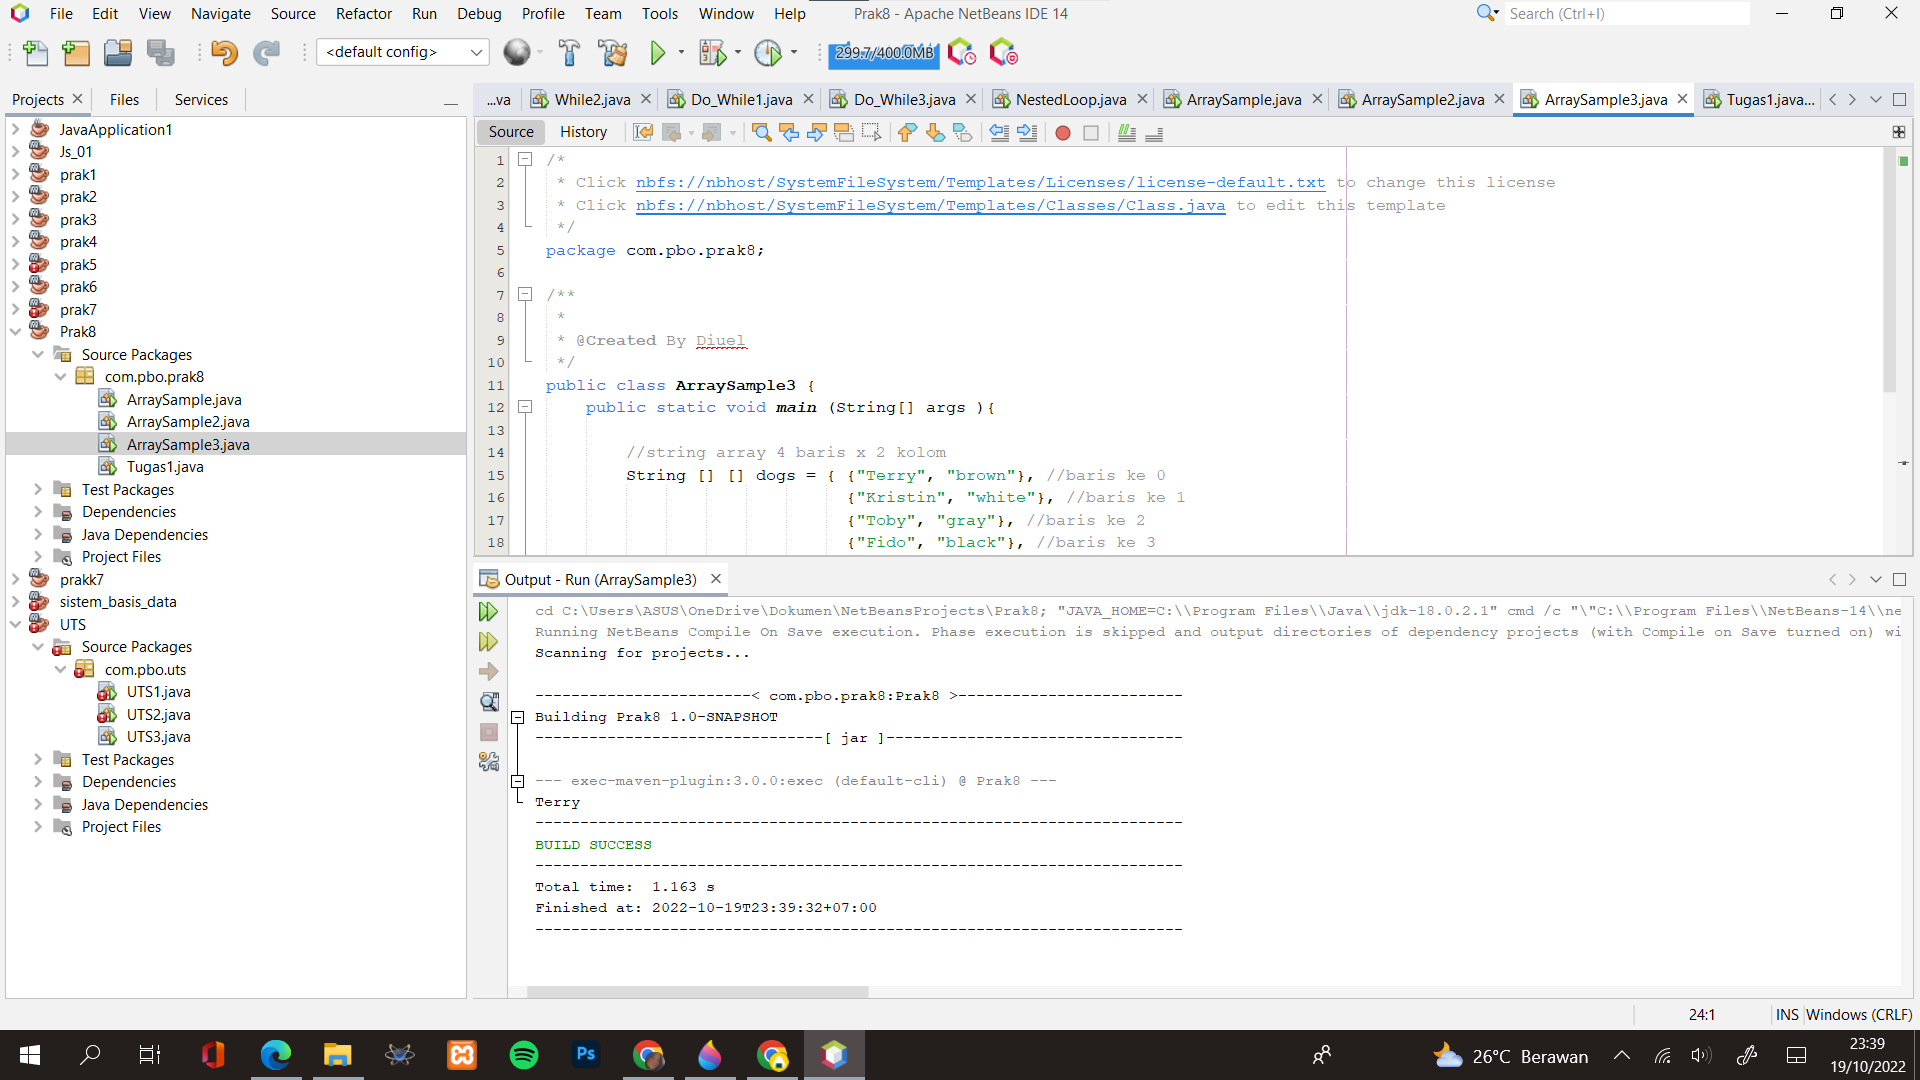 File Edit View Navigate Source Refactor Run Debug Profile Team Tools Window Help Prak8 - Apache NetBeans IDE 14 Search (Ctrl+I)
<default config> 299.7/400.0MB
Projects Files Services
...va While2.java Do_While1.java Do_While3.java NestedLoop.java ArraySample.java ArraySample2.java ArraySample3.java Tugas1.java...
Source History
JavaApplication1
Js_01
prak1
prak2
prak3
prak4
prak5
prak6
prak7
Prak8
Source Packages
com.pbo.prak8
ArraySample.java
ArraySample2.java
ArraySample3.java
Tugas1.java
Test Packages
Dependencies
Java Dependencies
Project Files
prakk7
sistem_basis_data
UTS
Source Packages
com.pbo.uts
UTS1.java
UTS2.java
UTS3.java
Test Packages
Dependencies
Java Dependencies
Project Files
1 /*
2 * Click nbfs://nbhost/SystemFileSystem/Templates/Licenses/license-default.txt to change this license
3 * Click nbfs://nbhost/SystemFileSystem/Templates/Classes/Class.java to edit this template
4 */
5 package com.pbo.prak8;
6
7 /**
8 *
9 * @Created By Diuel
10 */
11 public class ArraySample3 {
12 public static void main (String[] args ){
13
14 //string array 4 baris x 2 kolom
15 String [] [] dogs = { {"Terry", "brown"}, //baris ke 0
16 {"Kristin", "white"}, //baris ke 1
17 {"Toby", "gray"}, //baris ke 2
18 {"Fido", "black"}, //baris ke 3
Output - Run (ArraySample3)
cd C:\Users\ASUS\OneDrive\Dokumen\NetBeansProjects\Prak8; "JAVA_HOME=C:\\Program Files\\Java\\jdk-18.0.2.1" cmd /c "\"C:\\Program Files\\NetBeans-14\\ne
Running NetBeans Compile On Save execution. Phase execution is skipped and output directories of dependency projects (with Compile on Save turned on) wi
Scanning for projects...
------------------------< com.pbo.prak8:Prak8 >-------------------------
Building Prak8 1.0-SNAPSHOT
--------------------------------[ jar ]---------------------------------
--- exec-maven-plugin:3.0.0:exec (default-cli) @ Prak8 ---
Terry
------------------------------------------------------------------------
BUILD SUCCESS
------------------------------------------------------------------------
Total time:  1.163 s
Finished at: 2022-10-19T23:39:32+07:00
------------------------------------------------------------------------
24:1 INS Windows (CRLF)
Ps
26°C Berawan
23:39
19/10/2022